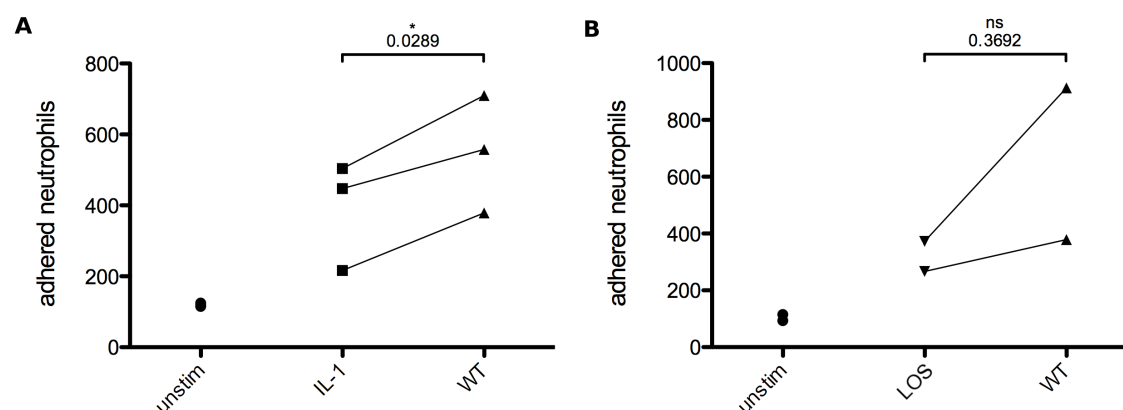 A
*
0.0289
adhered neutrophils
800
600
400
200
0
unstim
IL-1
WT
B
ns
0.3692
adhered neutrophils
1000
800
600
400
200
0
unstim
LOS
WT